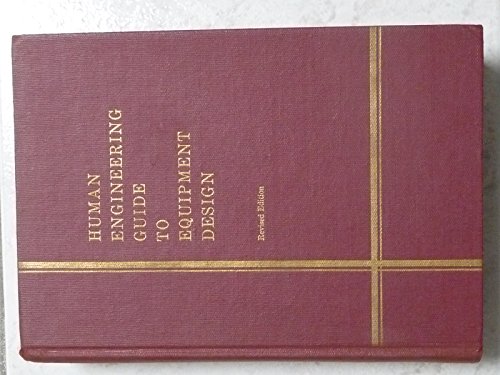 HUMAN
ENGINEERING
GUIDE
TO
EQUIPMENT
DESIGN
Revised Edition